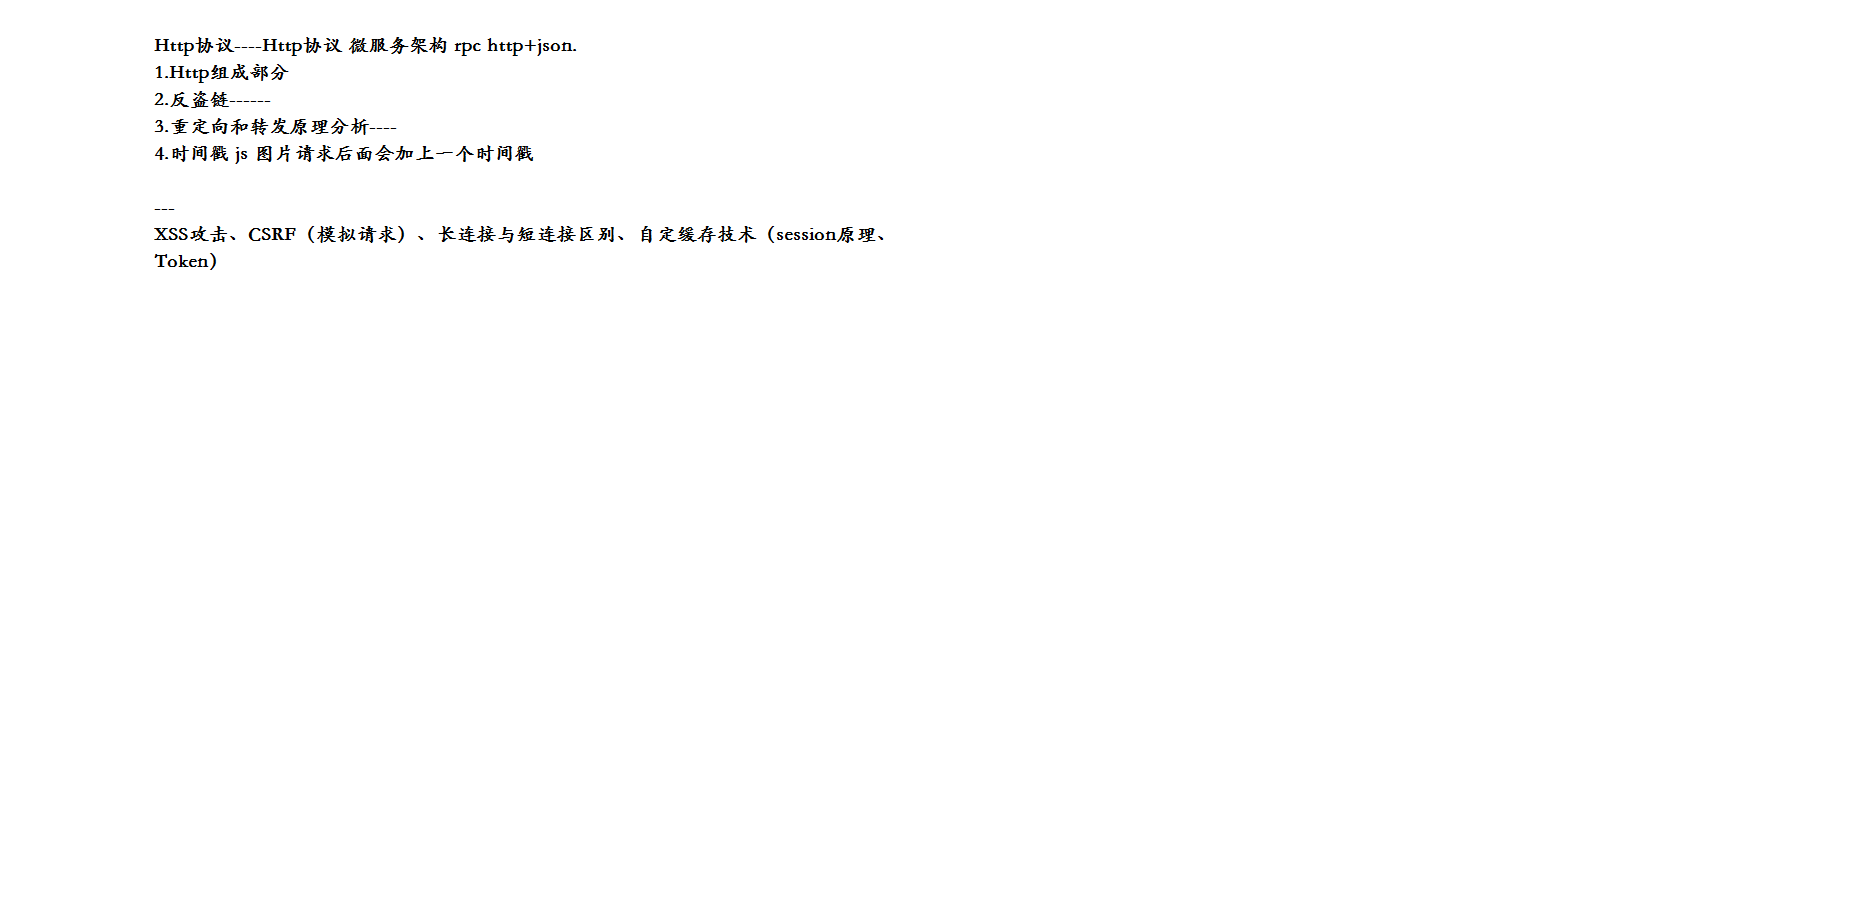 Http协议----Http协议 微服务架构 rpc http+json.
1.Http组成部分
2.反盗链------
3.重定向和转发原理分析----
4.时间戳 js 图片请求后面会加上一个时间戳
---
XSS攻击、CSRF（模拟请求）、长连接与短连接区别、自定缓存技术（session原理、
Token）